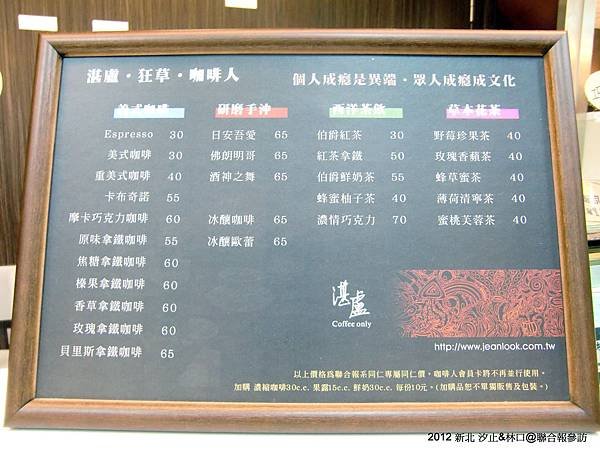 湛盧・狂草・咖啡人
個人成癮是異端・眾人成癮成文化
美式咖啡
Espresso 30
美式咖啡 30
重美式咖啡 40
卡布奇諾 55
摩卡巧克力咖啡 60
原味拿鐵咖啡 55
焦糖拿鐵咖啡 60
榛果拿鐵咖啡 60
香草拿鐵咖啡 60
玫瑰拿鐵咖啡 60
貝里斯拿鐵咖啡 65
研磨手沖
日安吾愛 65
佛朗明哥 65
酒神之舞 65
冰釀咖啡 65
冰釀歐蕾 65
西洋茶飲
伯爵紅茶 30
紅茶拿鐵 50
伯爵鮮奶茶 55
蜂蜜柚子茶 40
濃情巧克力 70
草本花茶
野莓珍果茶 40
玫瑰香蘋茶 40
蜂草蜜茶 40
薄荷清寧茶 40
蜜桃芙蓉茶 40
湛盧
Coffee only
http://www.jeanlook.com.tw
以上價格爲聯合報系同仁專屬同仁價。咖啡人會員卡將不再並行使用。
加購 濃縮咖啡30c.c. 果露15c.c. 鮮奶30c.c. 每份10元。(加購品恕不單獨販售及包裝。)
2012 新北 汐止&林口@聯合報參訪